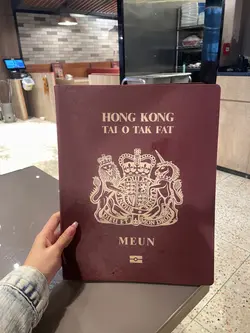 HONG KONG
TAI O TAK FAT
MEUN